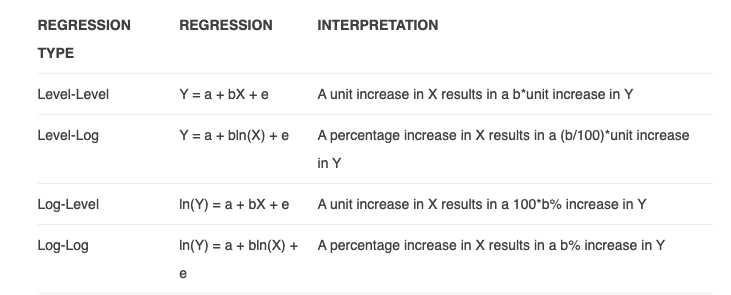 REGRESSION TYPE REGRESSION INTERPRETATION
Level-Level Y = a + bX + e A unit increase in X results in a b*unit increase in Y
Level-Log Y = a + bln(X) + e A percentage increase in X results in a (b/100)*unit increase
in Y
Log-Level ln(Y) = a + bX + e A unit increase in X results in a 100*b% increase in Y
Log-Log ln(Y) = a + bln(X) + e A percentage increase in X results in a b% increase in Y